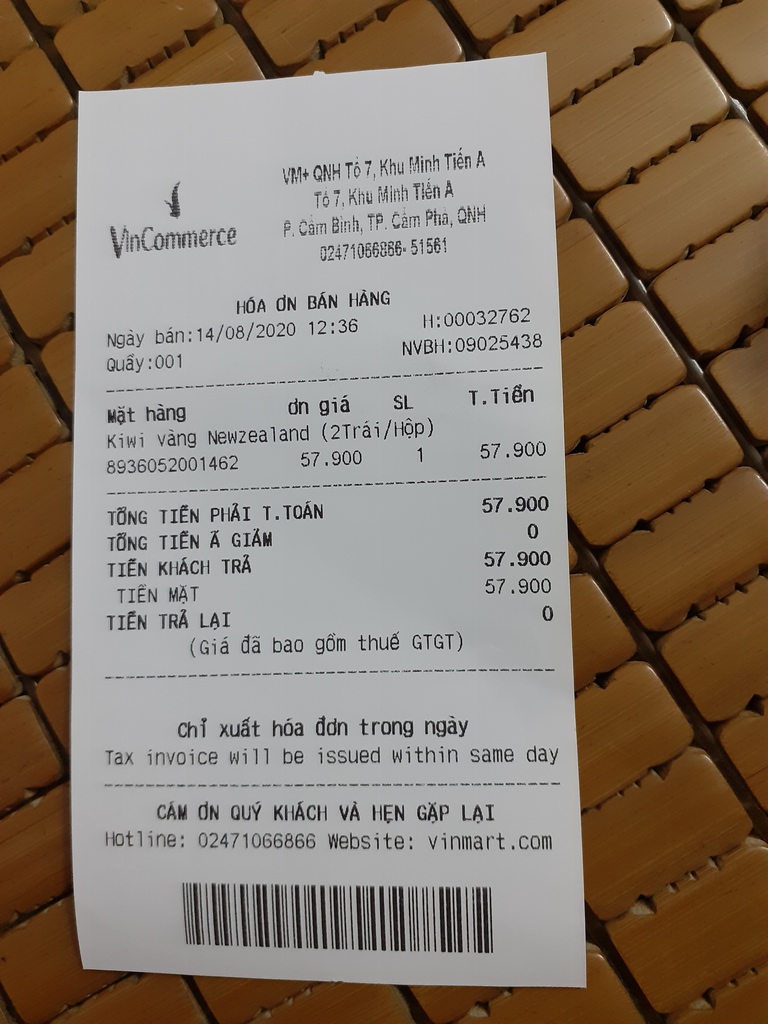 VinCommerce
VM+ QNH Tổ 7, Khu Minh Tiến A
Tổ 7, Khu Minh Tiến A
P. Cẩm Bình, TP. Cẩm Phả, QNH
02471066866- 51561
HÓA ƠN BÁN HÀNG
Ngày bán:14/08/2020 12:36 H:00032762
Quầy:001 NVBH:09025438
Mặt hàng ơn giá SL T.Tiền
Kiwi vàng Newzealand (2Trái/Hộp)
8936052001462 57.900 1 57.900
TỔNG TIỀN PHẢI T.TOÁN 57.900
TỔNG TIỀN Ã GIẢM 0
TIỀN KHÁCH TRẢ 57.900
TIỀN MẶT 57.900
TIỀN TRẢ LẠI 0
(Giá đã bao gồm thuế GTGT)
Chỉ xuất hóa đơn trong ngày
Tax invoice will be issued within same day
CÁM ƠN QUÝ KHÁCH VÀ HẸN GẶP LẠI
Hotline: 02471066866 Website: vinmart.com